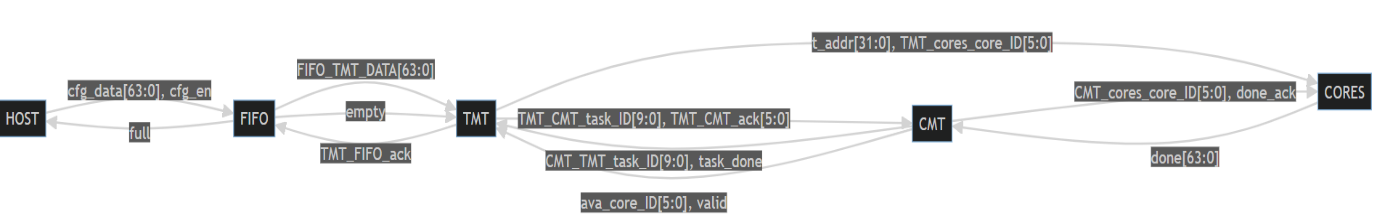 t_addr[31:0], TMT_cores_core_ID[5:0]
FIFO_TMT_DATA[63:0]
cfg_data[63:0], cfg_en
CMT_cores_core_ID[5:0], done_ack
CORES
empty
HOST
FIFO
TMT
TMT_CMT_task_ID[9:0], TMT_CMT_ack[5:0]
CMT
full
TMT_FIFO_ack
CMT_TMT_task_ID[9:0], task_done
done[63:0]
ava_core_ID[5:0], valid